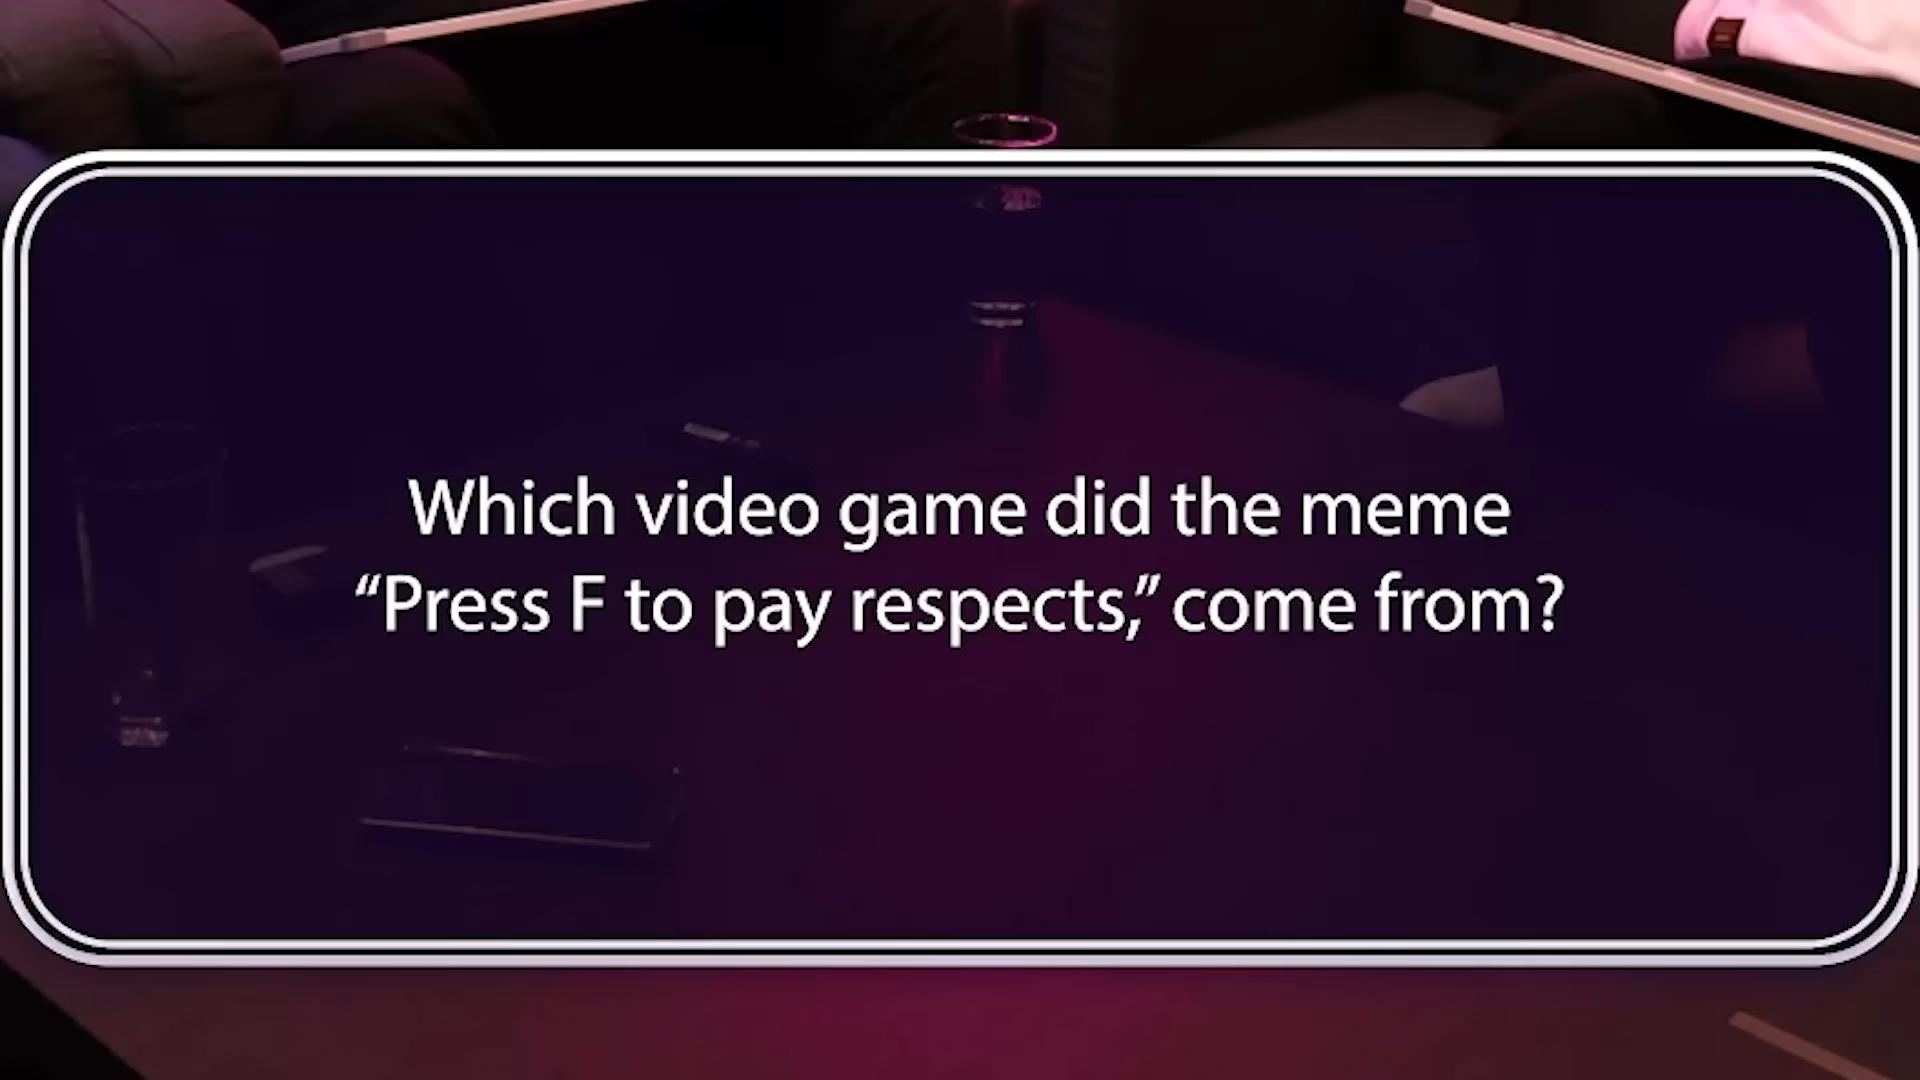 Which video game did the meme
“Press F to pay respects,” come from?